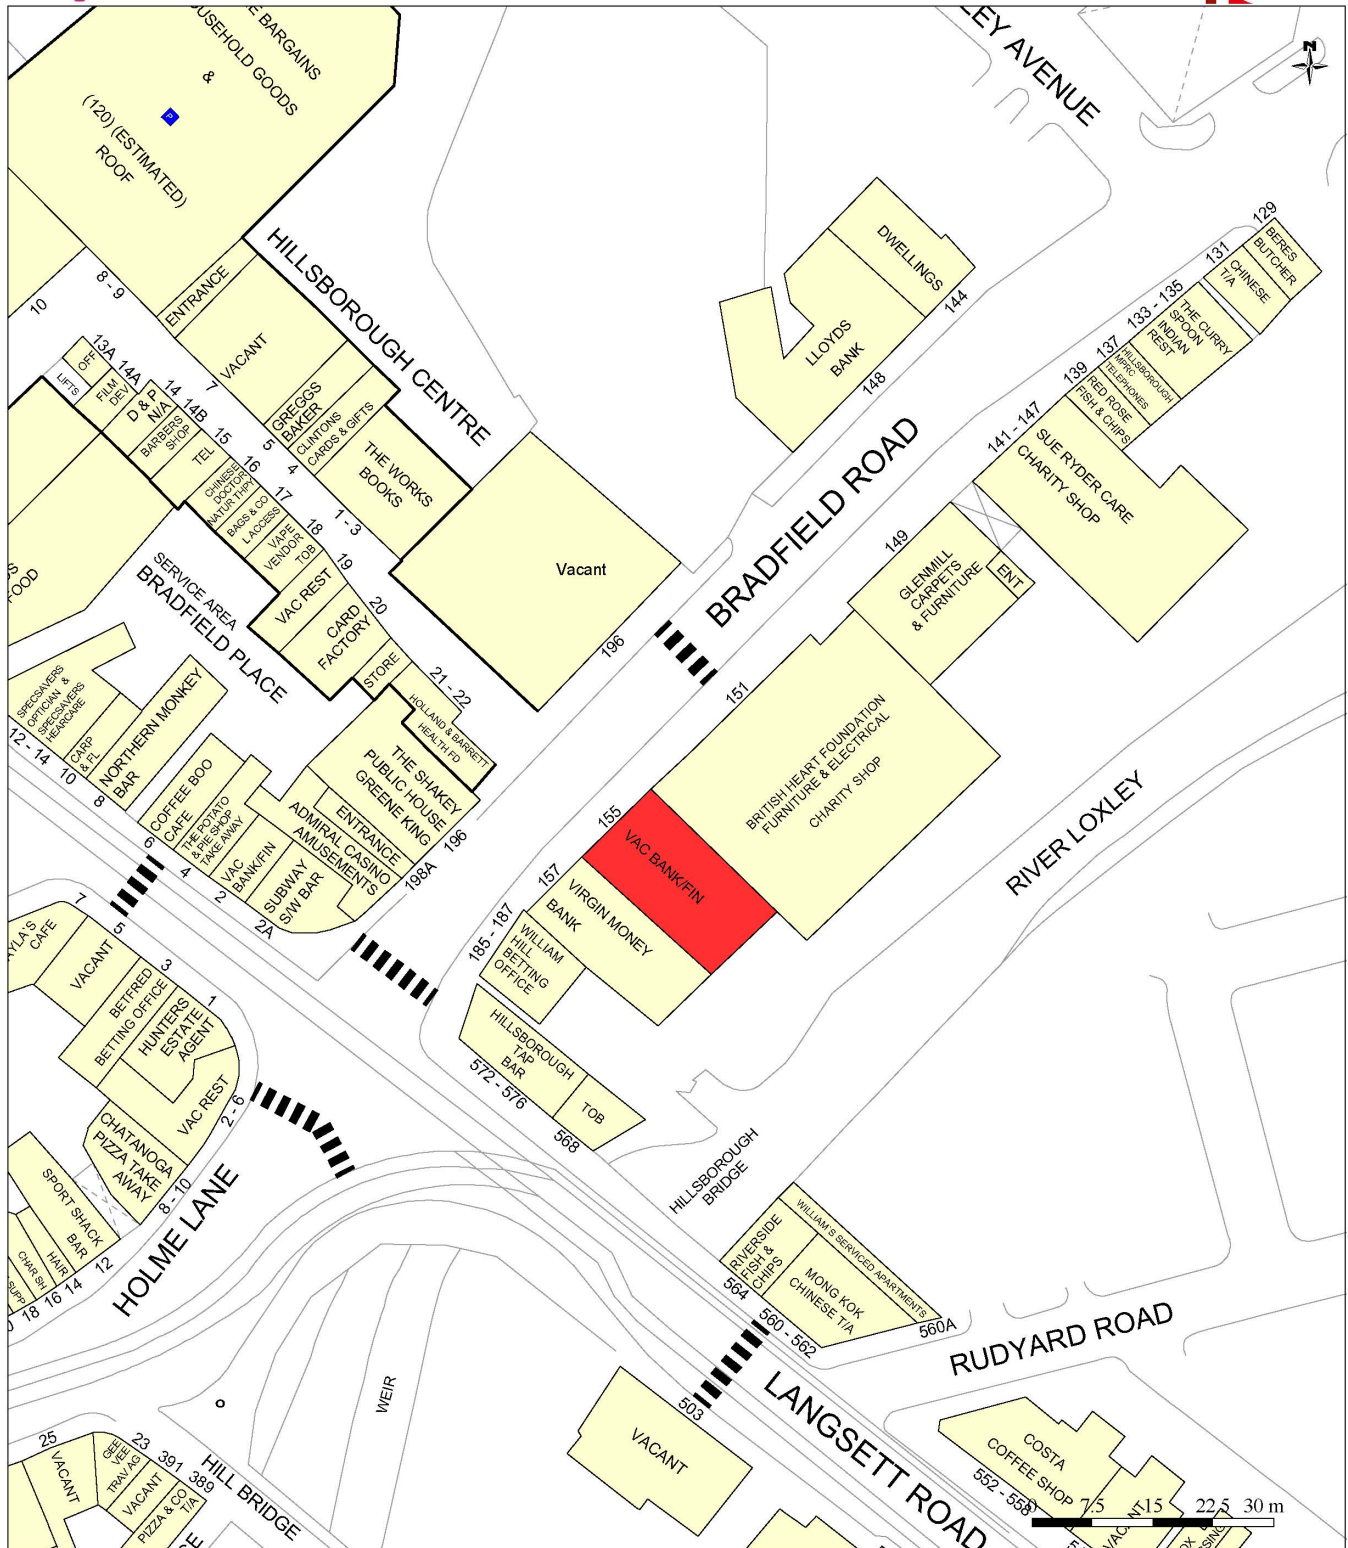 BARGAINS
HOUSEHOLD GOODS
&
(120) (ESTIMATED)
ROOF
P
LEY AVENUE
N
HILLSBOROUGH CENTRE
8 - 9
10
ENTRANCE
VACANT
7
GREGGS
BAKER
5
CLINTONS
CARDS & GIFTS
4
THE WORKS
BOOKS
1 - 3
Vacant
196
LIFTS
OFF
13A
FILM
DEV
14A
D & P
N/A
14
BARBERS
SHOP
14B
TEL
15
CHINESE
DOCTOR
NATUR THPY
16
BAGS & CO
L ACCESS
17
VAPE
VENDOR
TOB
18
VAC REST
19
CARD
FACTORY
20
STORE
HOLLAND & BARRETT
HEALTH FD
21 - 22
SERVICE AREA
BRADFIELD PLACE
FOOD
DWELLINGS
144
LLOYDS
BANK
148
BRADFIELD ROAD
129
BERES
BUTCHER
131
CHINESE
T/A
133 - 135
THE CURRY
SPOON
INDIAN
REST
137
HILLSBOROUGH
MPRC
TELEPHONES
139
RED ROSE
FISH & CHIPS
141 - 147
SUE RYDER CARE
CHARITY SHOP
149
GLENMILL
CARPETS
& FURNITURE
ENT
151
BRITISH HEART FOUNDATION
FURNITURE & ELECTRICAL
CHARITY SHOP
155
VAC BANK/FIN
157
VIRGIN MONEY
BANK
185 - 187
WILLIAM
HILL
BETTING
OFFICE
HILLSBOROUGH
TAP
BAR
572 - 576
TOB
568
RIVER LOXLEY
SPECSAVERS
OPTICIAN &
SPECSAVERS
HEARCARE
12 - 14
CARP
& FL
10
NORTHERN MONKEY
BAR
8
COFFEE BOO
CAFE
6
THE POTATO
& PIE SHOP
TAKE AWAY
4
VAC
BANK/FIN
2
SUBWAY
S/W BAR
2A
ADMIRAL CASINO
AMUSEMENTS
ENTRANCE
198A
THE SHAKEY
PUBLIC HOUSE
GREENE KING
196
CAFE
7
VACANT
5
BETFRED
BETTING OFFICE
3
HUNTERS
ESTATE
AGENT
1
VAC REST
2 - 6
CHATANOGA
PIZZA TAKE
AWAY
8 - 10
SPORT SHACK
BAR
12
HAIR
14
CHAR SH
16
SUPP
18
HOLME LANE
HILLSBOROUGH
BRIDGE
RIVERSIDE
FISH &
CHIPS
564
WILLIAM'S SERVICED APARTMENTS
MONG KOK
CHINESE T/A
560 - 562
560A
RUDYARD ROAD
LANGSETT ROAD
503
VACANT
WEIR
COSTA
COFFEE SHOP
552 - 558
VACANT
25
VACANT
GEE
VEE
TRAV AG
23
VACANT
391
PIZZA & CO
T/A
389
HILL BRIDGE
0 7.5 15 22.5 30 m